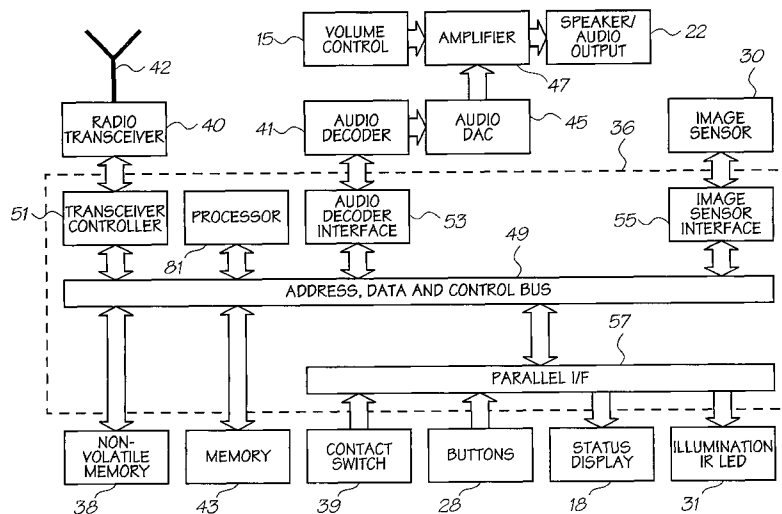 15
VOLUME
CONTROL
AMPLIFIER
SPEAKER/
AUDIO
OUTPUT
22
42
47
30
RADIO
TRANSCEIVER
40
41
AUDIO
DECODER
AUDIO
DAC
45
36
IMAGE
SENSOR
51
TRANSCEIVER
CONTROLLER
PROCESSOR
81
AUDIO
DECODER
INTERFACE
53
55
IMAGE
SENSOR
INTERFACE
49
ADDRESS, DATA AND CONTROL BUS
57
PARALLEL I/F
NON-
VOLATILE
MEMORY
MEMORY
CONTACT
SWITCH
BUTTONS
STATUS
DISPLAY
ILLUMINATION
IR LED
38
43
39
28
18
31